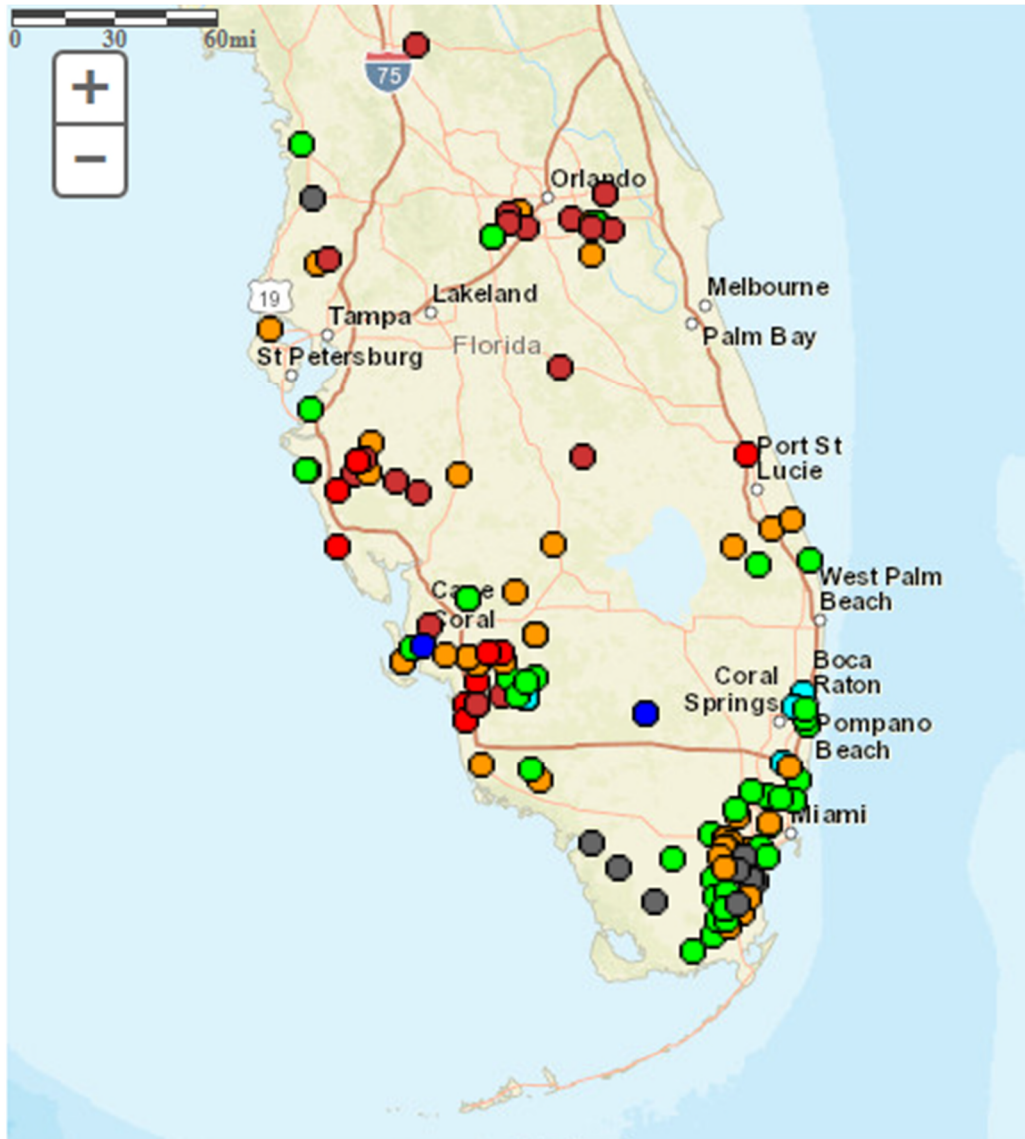 0 30 60mi
+
75
−
Orlando
19
Lakeland
Melbourne
Tampa
Florida
Palm Bay
St Petersburg
Port St
Lucie
West Palm
Beach
Coral
Boca
Raton
Coral
Springs
Pompano
Beach
Miami